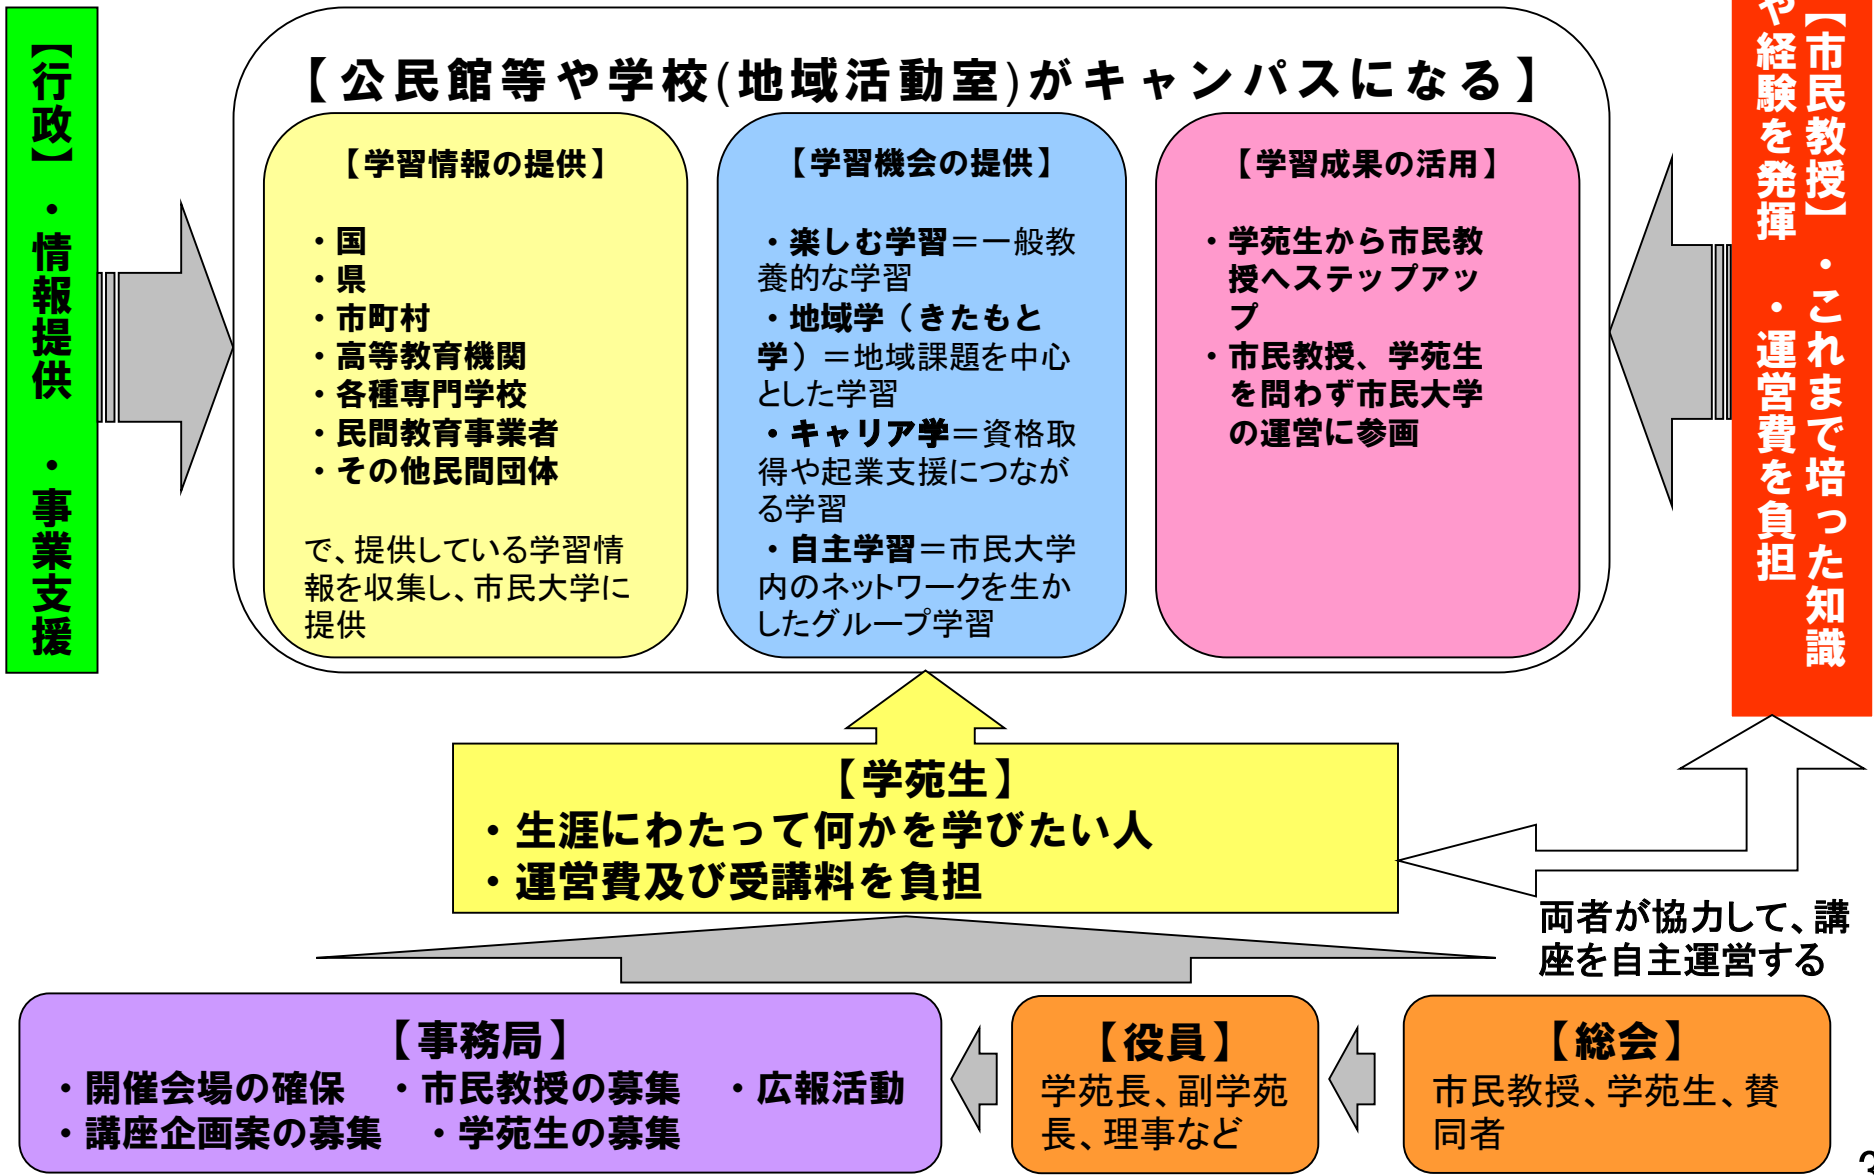 【行政】 ・情報提供 ・事業支援
【公民館等や学校(地域活動室)がキャンパスになる】
【学習情報の提供】
・国
・県
・市町村
・高等教育機関
・各種専門学校
・民間教育事業者
・その他民間団体
で、提供している学習情
報を収集し、市民大学に
提供
【学習機会の提供】
・楽しむ学習＝一般教
養的な学習
・地域学（きたもと
学）＝地域課題を中心
とした学習
・キャリア学＝資格取
得や起業支援につなが
る学習
・自主学習＝市民大学
内のネットワークを生か
したグループ学習
【学習成果の活用】
・学苑生から市民教
授へステップアッ
プ
・市民教授、学苑生
を問わず市民大学
の運営に参画
【市民教授】 ・これまで培った知識
や経験を発揮 ・運営費を負担
【学苑生】
・生涯にわたって何かを学びたい人
・運営費及び受講料を負担
両者が協力して、講
座を自主運営する
【事務局】
・開催会場の確保 ・市民教授の募集 ・広報活動
・講座企画案の募集 ・学苑生の募集
【役員】
学苑長、副学苑
長、理事など
【総会】
市民教授、学苑生、賛
同者